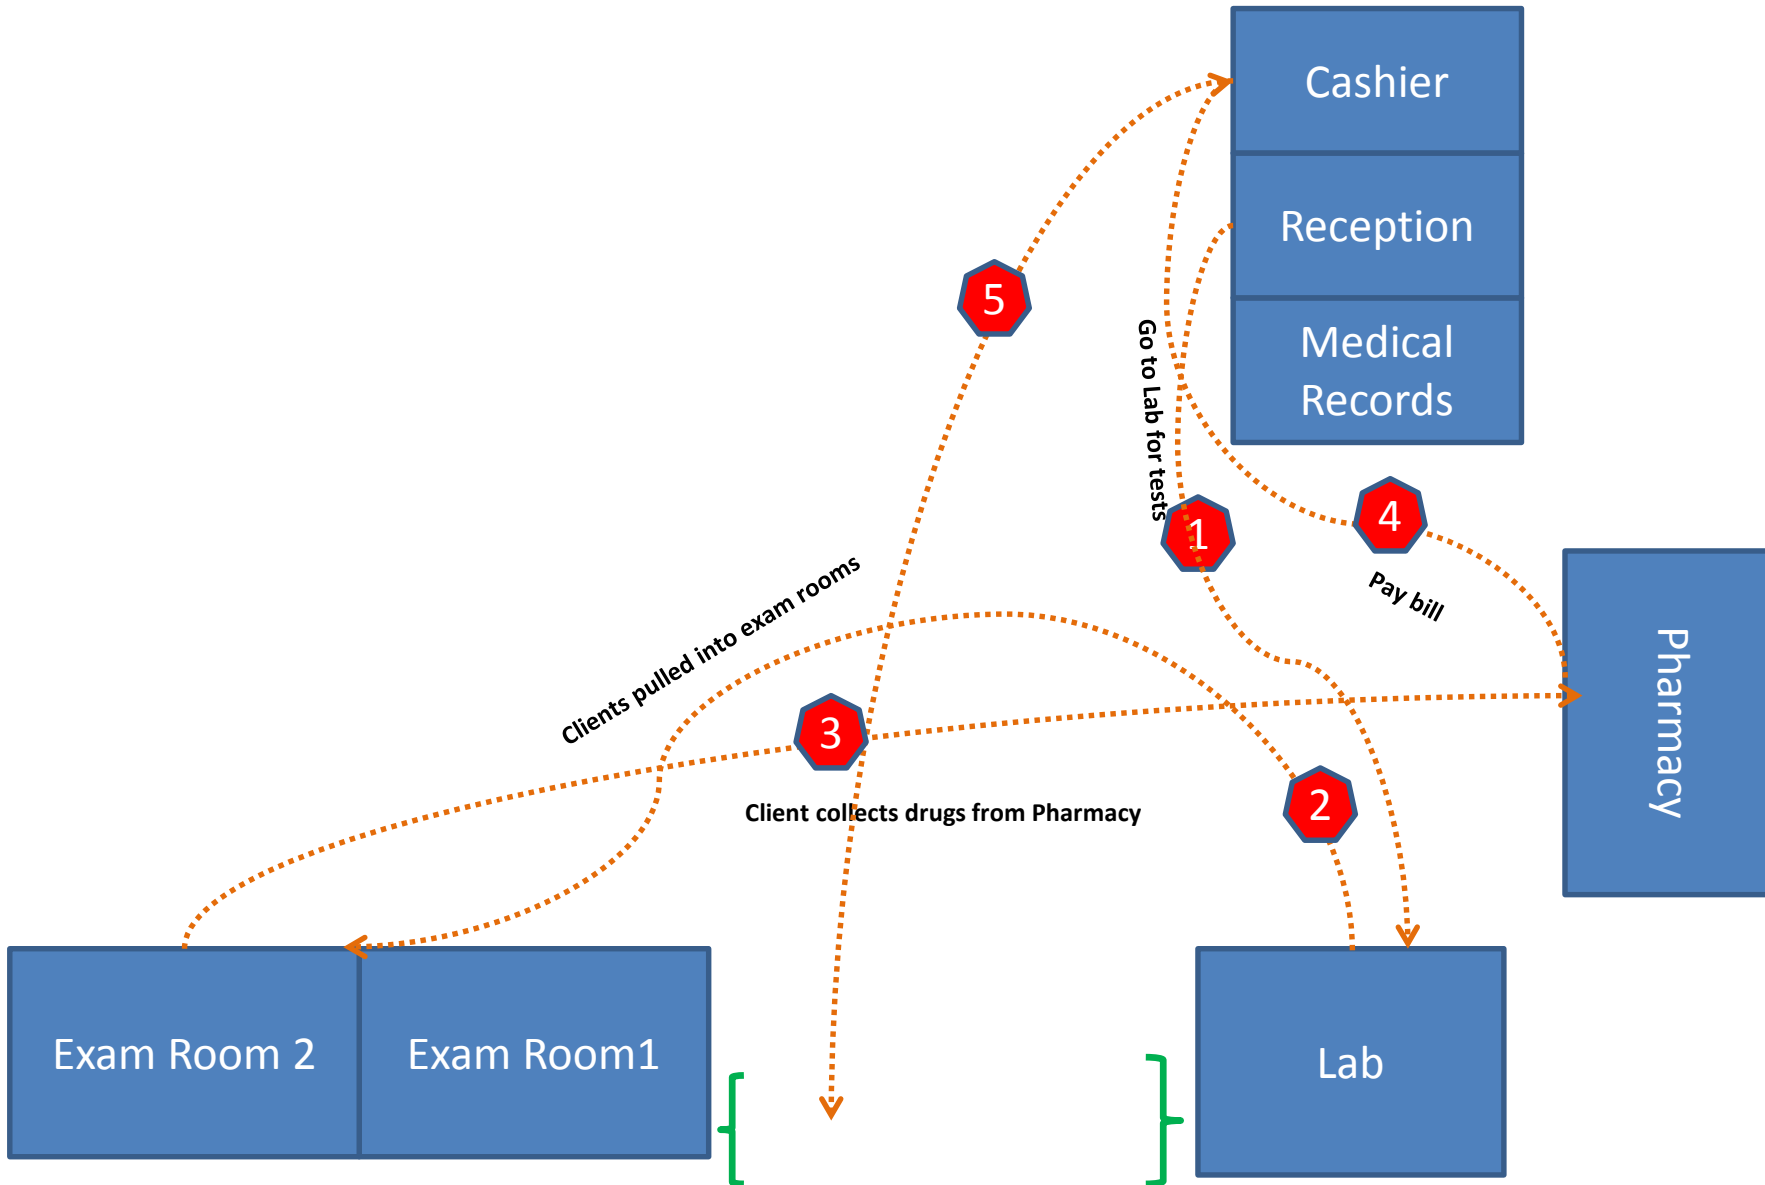 Cashier
Reception
Medical
Records
5
Go to Lab for tests
1
4
Pay bill
Pharmacy
Clients pulled into exam rooms
3
Client collects drugs from Pharmacy
2
Exam Room 2
Exam Room1
Lab